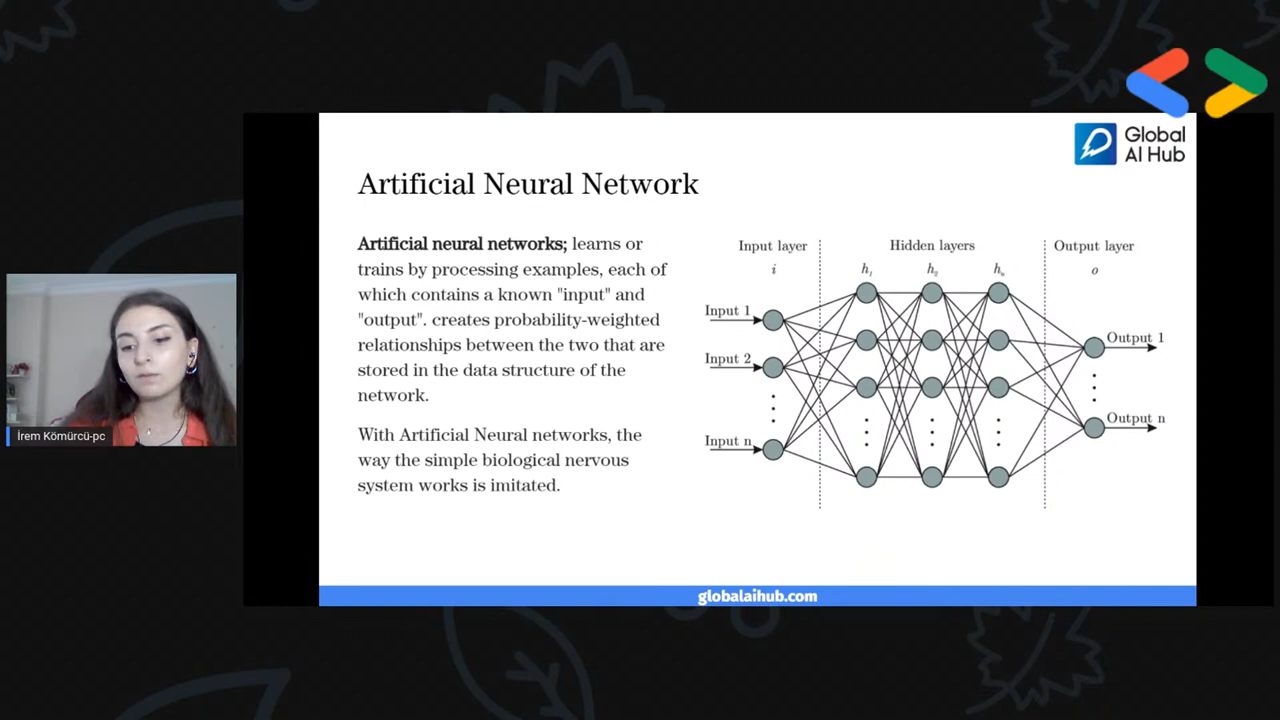 Global
AI Hub
Artificial Neural Network
Artificial neural networks; learns or
trains by processing examples, each of
which contains a known "input" and
"output". creates probability-weighted
relationships between the two that are
stored in the data structure of the
network.
With Artificial Neural networks, the
way the simple biological nervous
system works is imitated.
Input layer
Hidden layers
Output layer
i
h₁
h₂
hₙ
o
Input 1
Input 2
Input n
Output 1
Output n
İrem Kömürcü-pc
globalaihub.com